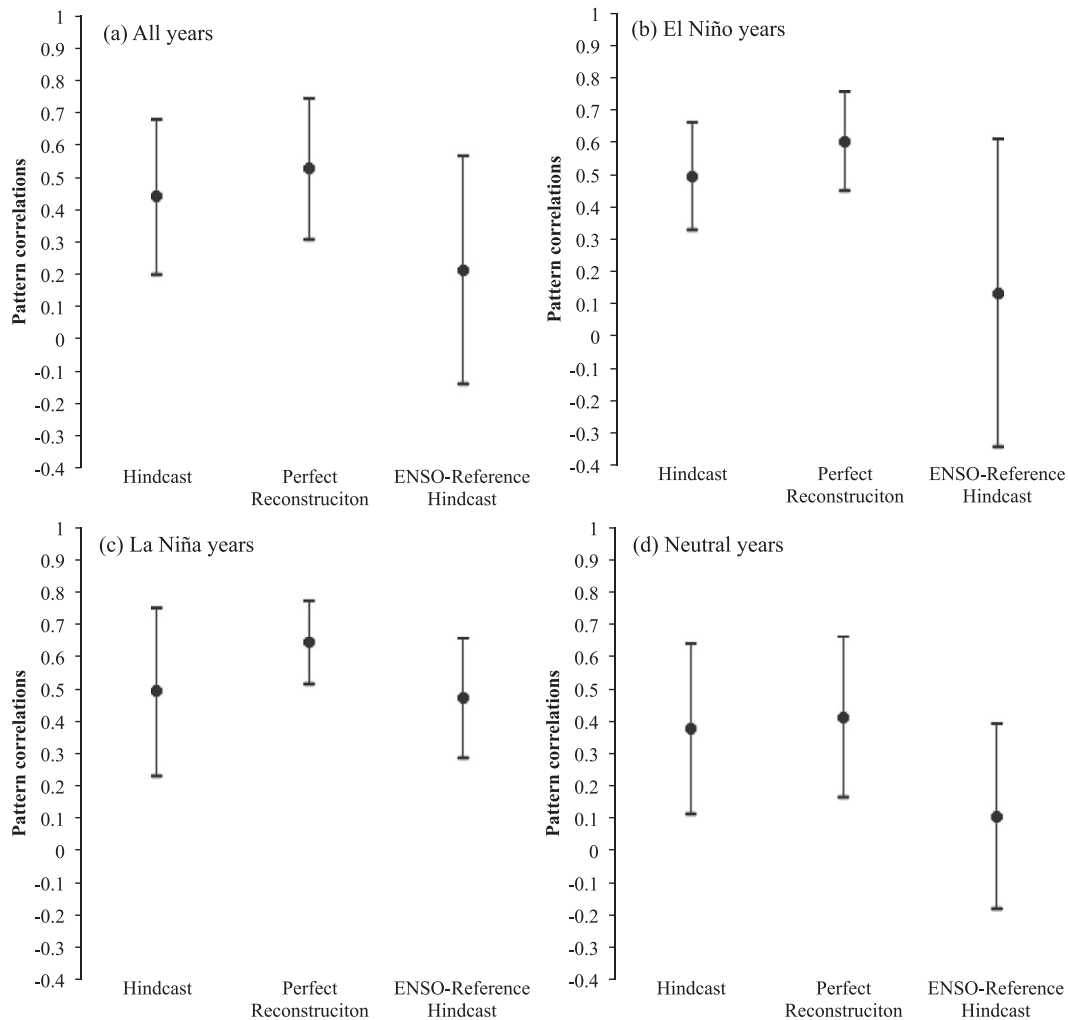 (a) All years
Pattern correlations
1
0.9
0.8
0.7
0.6
0.5
0.4
0.3
0.2
0.1
0
-0.1
-0.2
-0.3
-0.4
Hindcast
Perfect
Reconstruciton
ENSO-Reference
Hindcast
(b) El Niño years
Pattern correlations
1
0.9
0.8
0.7
0.6
0.5
0.4
0.3
0.2
0.1
0
-0.1
-0.2
-0.3
-0.4
Hindcast
Perfect
Reconstruciton
ENSO-Reference
Hindcast
(c) La Niña years
Pattern correlations
1
0.9
0.8
0.7
0.6
0.5
0.4
0.3
0.2
0.1
0
-0.1
-0.2
-0.3
-0.4
Hindcast
Perfect
Reconstruciton
ENSO-Reference
Hindcast
(d) Neutral years
Pattern correlations
1
0.9
0.8
0.7
0.6
0.5
0.4
0.3
0.2
0.1
0
-0.1
-0.2
-0.3
-0.4
Hindcast
Perfect
Reconstruciton
ENSO-Reference
Hindcast